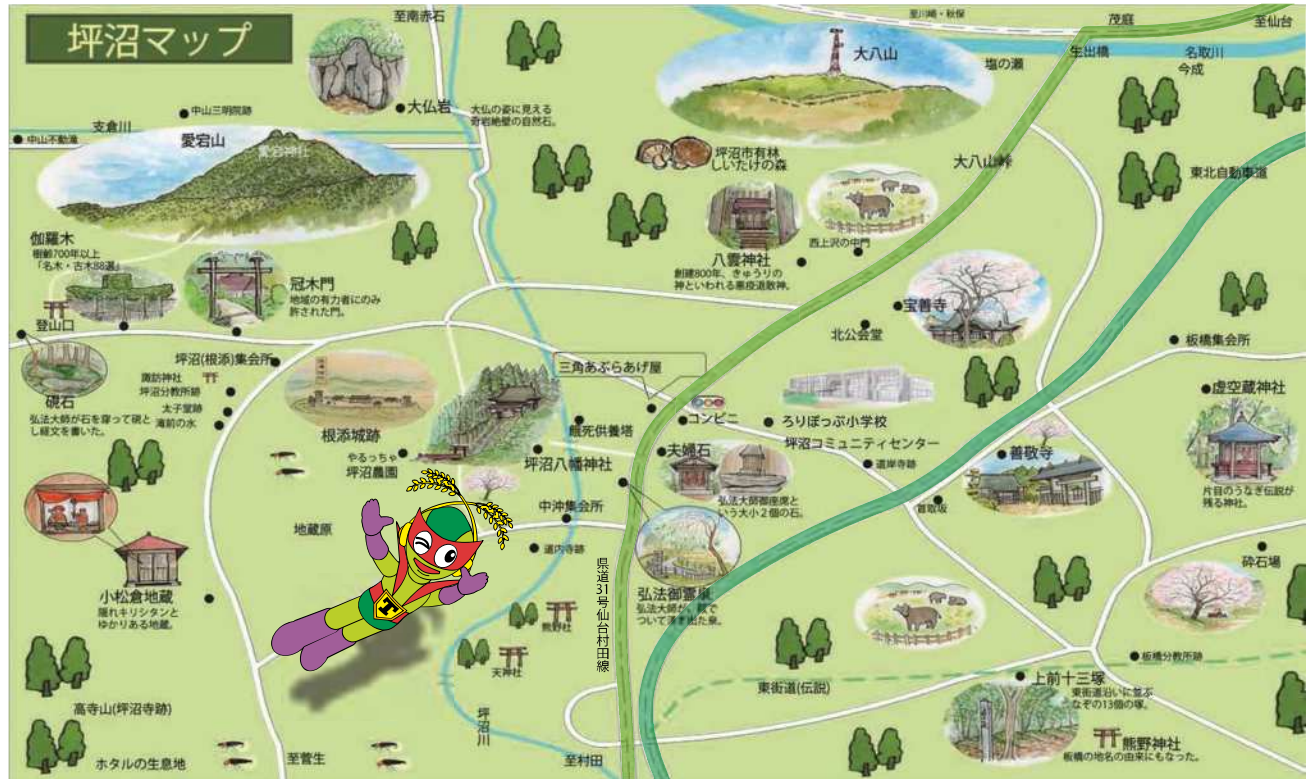 坪沼マップ
至南赤石
至川崎・秋保
茂庭
至仙台
大八山
塩の瀬
生出橋
名取川
今成
中山三明院跡
大仏岩
大仏の姿に見える
奇岩絶壁の自然石。
支倉川
中山不動滝
愛宕山
愛宕神社
坪沼市有林
しいたけの森
大八山峠
東北自動車道
伽羅木
樹齢700年以上
「名木・古木88選」
登山口
冠木門
地域の有力者にのみ
許された門。
西上沢の中門
八雲神社
創建800年、きゅうりの
神といわれる悪疫退散神。
宝善寺
北公会堂
板橋集会所
坪沼(根添)集会所
諏訪神社
坪沼分教所跡
太子堂跡
滝前の水
硯石
弘法大師が石を穿って硯と
し経文を書いた。
三角あぶらあげ屋
コンビニ
ろりぽっぷ小学校
坪沼コミュニティセンター
虚空蔵神社
片目のうなぎ伝説が
残る神社。
根添城跡
やるっちゃ
坪沼農園
餓死供養塔
坪沼八幡神社
夫婦石
弘法大師御座席と
いう大小2個の石。
道岸寺跡
善敬寺
首取坂
中沖集会所
道内寺跡
地蔵原
小松倉地蔵
隠れキリシタンと
ゆかりある地蔵。
T
県道31号仙台村田線
弘法御霊泉
弘法大師が、杖で
ついて湧き出た泉。
砕石場
熊野社
天神社
板橋分教所跡
上前十三塚
東街道沿いに並ぶ
なぞの13個の塚。
東街道(伝説)
高寺山(坪沼寺跡)
坪沼川
熊野神社
板橋の地名の由来にもなった。
ホタルの生息地
至菅生
至村田